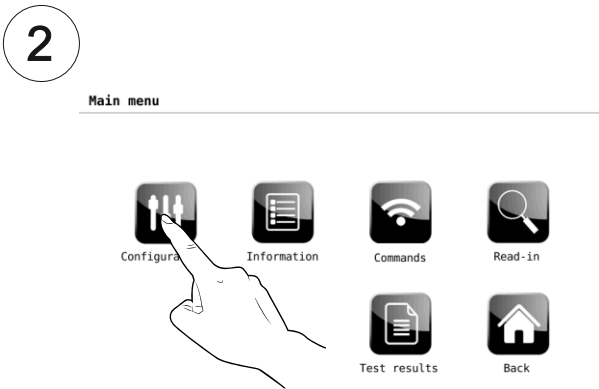 2
Main menu
Configura
Information
Commands
Read-in
Test results
Back